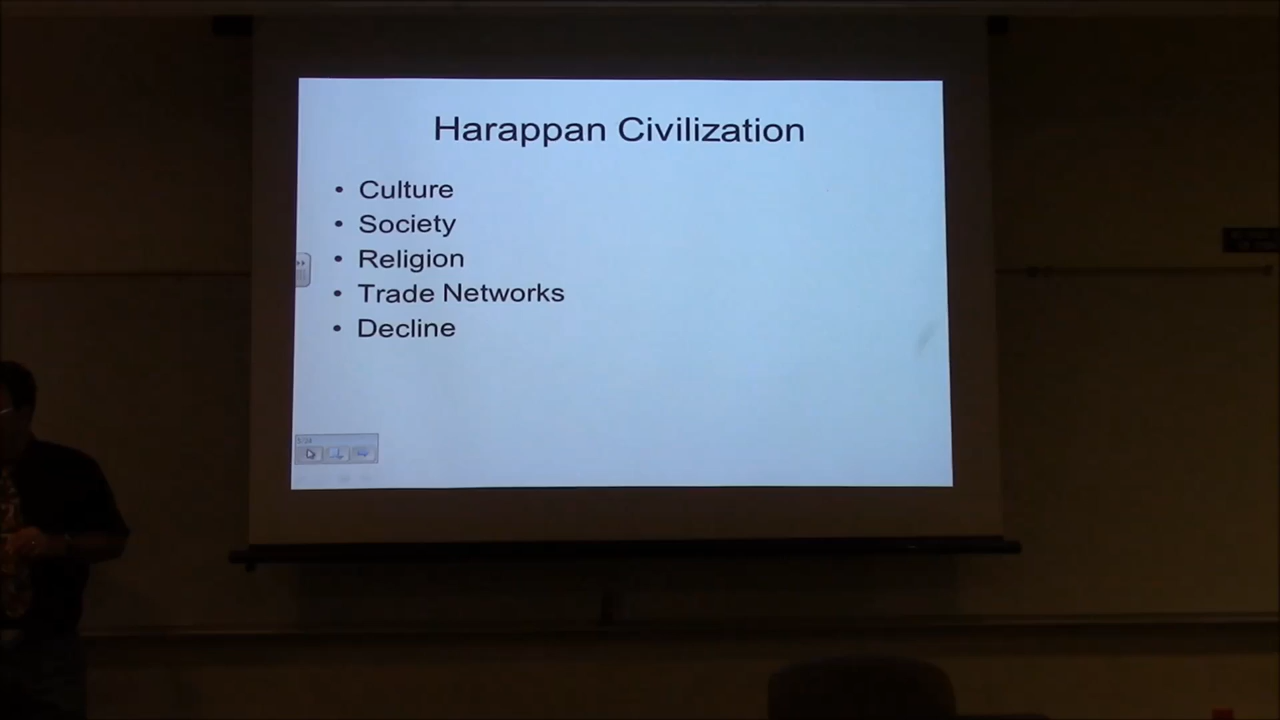 Harappan Civilization
• Culture
• Society
• Religion
• Trade Networks
• Decline